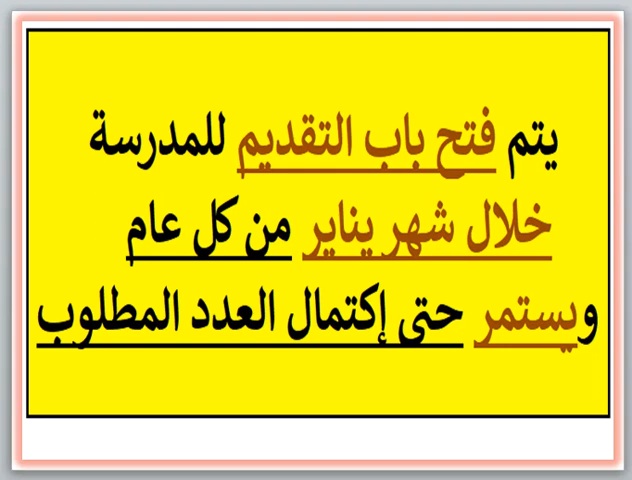 يتم فتح باب التقديم للمدرسة
خلال شهر يناير من كل عام
ويستمر حتى إكتمال العدد المطلوب